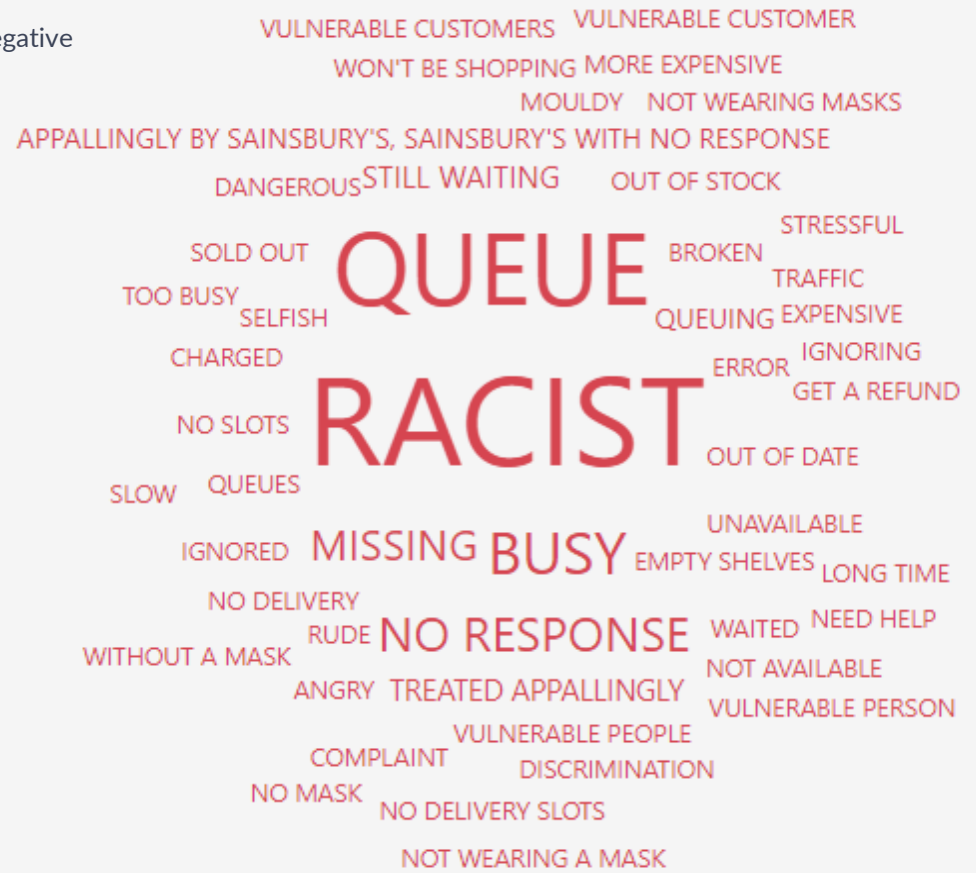 egative
VULNERABLE CUSTOMERS VULNERABLE CUSTOMER
WON'T BE SHOPPING MORE EXPENSIVE
MOULDY NOT WEARING MASKS
APPALLINGLY BY SAINSBURY'S, SAINSBURY'S WITH NO RESPONSE
DANGEROUS STILL WAITING OUT OF STOCK
STRESSFUL
SOLD OUT QUEUE BROKEN
TRAFFIC
TOO BUSY
SELFISH QUEUING EXPENSIVE
CHARGED ERROR IGNORING
GET A REFUND
NO SLOTS RACIST
OUT OF DATE
SLOW QUEUES
UNAVAILABLE
IGNORED MISSING BUSY EMPTY SHELVES LONG TIME
NO DELIVERY
RUDE NO RESPONSE WAITED NEED HELP
WITHOUT A MASK NOT AVAILABLE
ANGRY TREATED APPALLINGLY VULNERABLE PERSON
VULNERABLE PEOPLE
COMPLAINT DISCRIMINATION
NO MASK
NO DELIVERY SLOTS
NOT WEARING A MASK